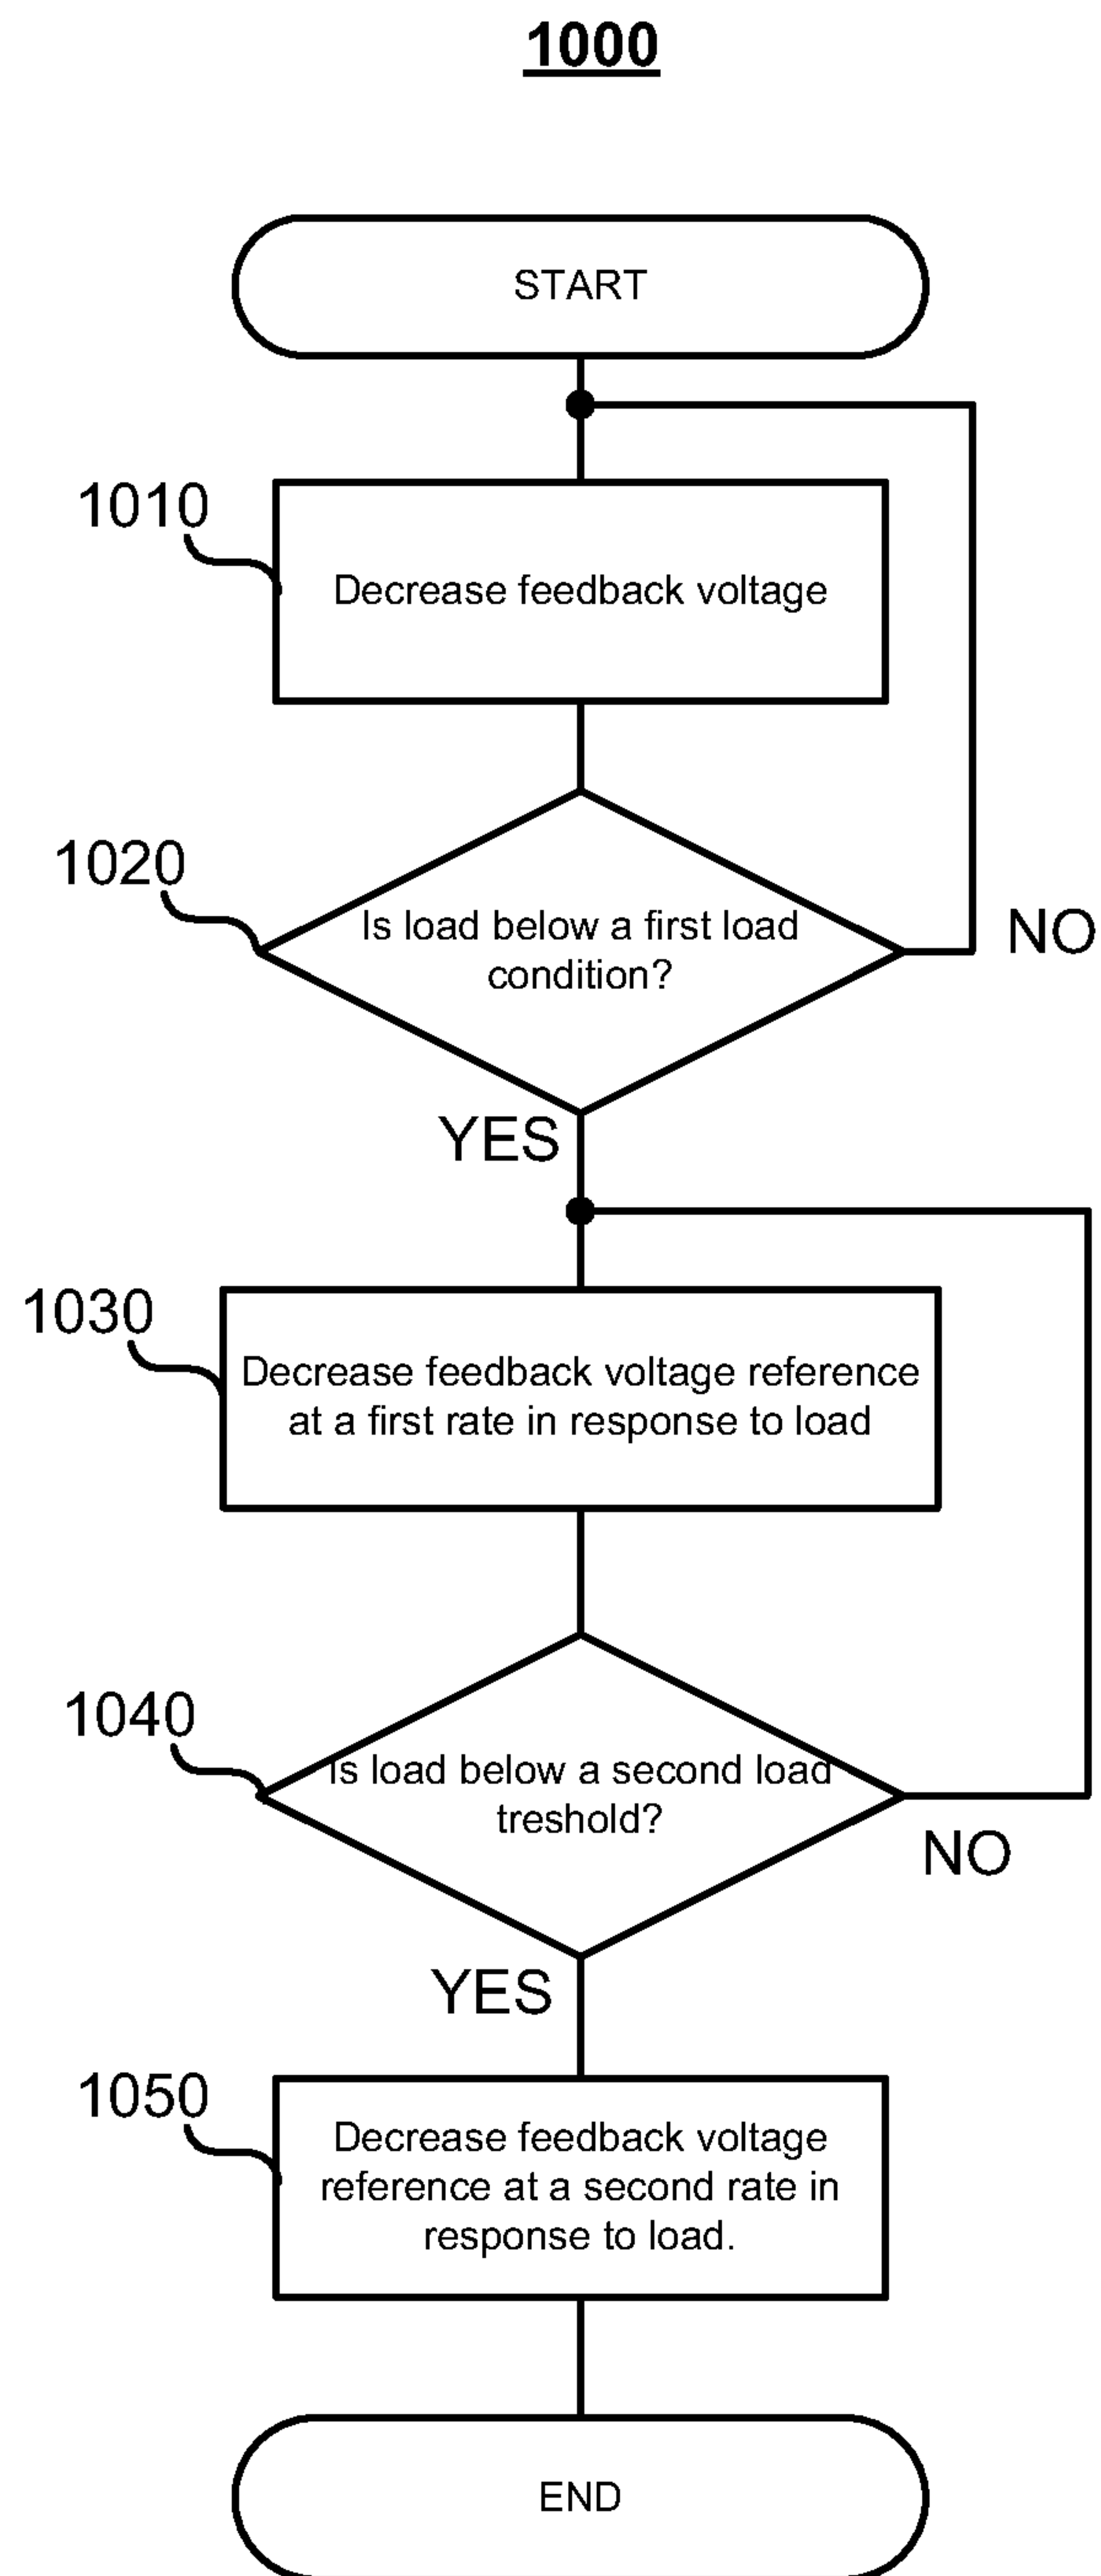 1000
START
1010
Decrease feedback voltage
1020
Is load below a first load
condition?
NO
YES
1030
Decrease feedback voltage reference
at a first rate in response to load
1040
Is load below a second load
treshold?
NO
YES
1050
Decrease feedback voltage
reference at a second rate in
response to load.
END